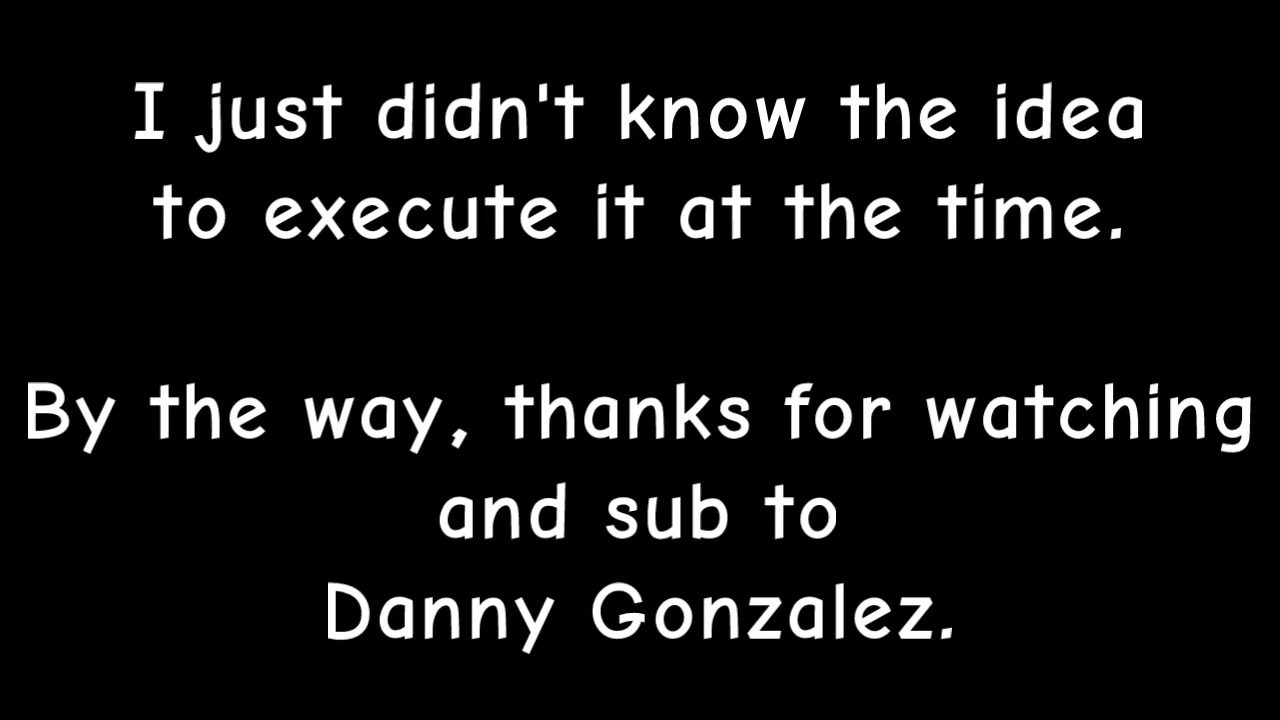 I just didn't know the idea
to execute it at the time.
By the way, thanks for watching
and sub to
Danny Gonzalez.